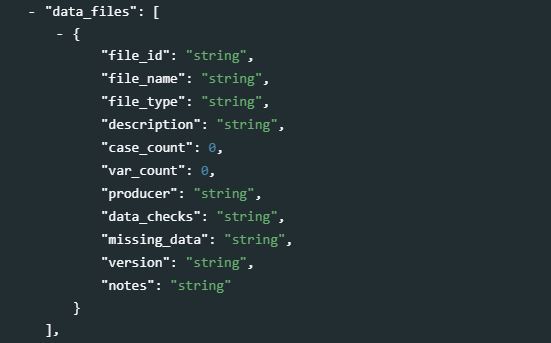 - "data_files": [
- {
"file_id": "string",
"file_name": "string",
"file_type": "string",
"description": "string",
"case_count": 0,
"var_count": 0,
"producer": "string",
"data_checks": "string",
"missing_data": "string",
"version": "string",
"notes": "string"
}
],